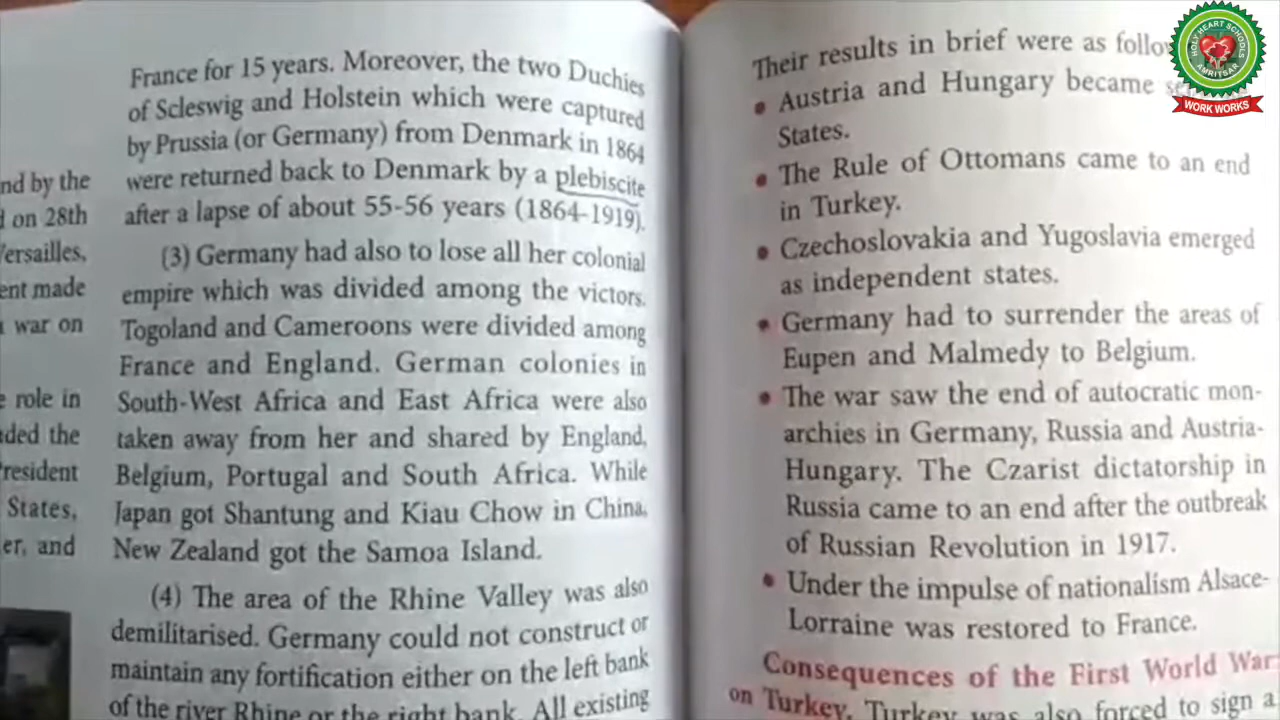 nd by the
on 28th
ersailles,
ent made
war on
role in
ded the
resident
States,
er, and
France for 15 years. Moreover, the two Duchies
of Scleswig and Holstein which were captured
by Prussia (or Germany) from Denmark in 1864
were returned back to Denmark by a plebiscite
after a lapse of about 55-56 years (1864-1919).
(3) Germany had also to lose all her colonial
empire which was divided among the victors.
Togoland and Cameroons were divided among
France and England. German colonies in
South-West Africa and East Africa were also
taken away from her and shared by England,
Belgium, Portugal and South Africa. While
Japan got Shantung and Kiau Chow in China,
New Zealand got the Samoa Island.
(4) The area of the Rhine Valley was also
demilitarised. Germany could not construct or
maintain any fortification either on the left bank
of the river Rhine or the right bank. All existing
Their results in brief were as follow
Austria and Hungary became
States.
The Rule of Ottomans came to an end
in Turkey.
Czechoslovakia and Yugoslavia emerged
as independent states.
Germany had to surrender the areas of
Eupen and Malmedy to Belgium.
The war saw the end of autocratic mon-
archies in Germany, Russia and Austria-
Hungary. The Czarist dictatorship in
Russia came to an end after the outbreak
of Russian Revolution in 1917.
Under the impulse of nationalism Alsace-
Lorraine was restored to France.
Consequences of the First World War
on Turkey. Turkey was also forced to sign a
HOLY HEART SCHOOLS
AMRITSAR
WORK WORKS